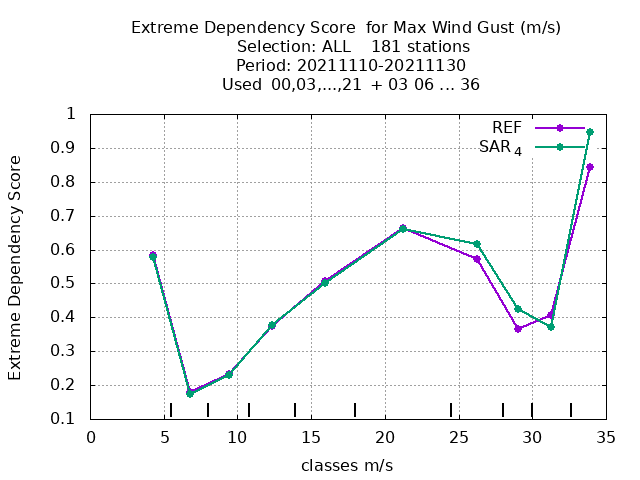 Extreme Dependency Score  for Max Wind Gust (m/s)
Selection: ALL    181 stations
Period: 20211110-20211130
Used  00,03,...,21  + 03 06 ... 36
REF
SAR 4
1
0.9
0.8
0.7
0.6
0.5
0.4
0.3
0.2
0.1
Extreme Dependency Score
0 5 10 15 20 25 30 35
classes m/s